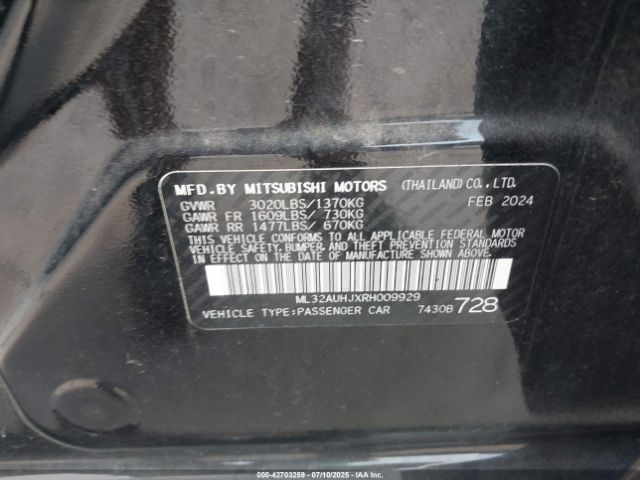 MFD.BY MITSUBISHI MOTORS (THAILAND) CO.,LTD.
GVWR 3020LBS/1370KG FEB 2024
GAWR FR 1609LBS/ 730KG
GAWR RR 1477LBS/ 670KG
THIS VEHICLE CONFORMS TO ALL APPLICABLE FEDERAL MOTOR
VEHICLE SAFETY, BUMPER, AND THEFT PREVENTION STANDARDS
IN EFFECT ON THE DATE OF MANUFACTURE SHOWN ABOVE.
ML32AUHJXRH009929
VEHICLE TYPE:PASSENGER CAR 7430B 728
000-42703259 - 07/10/2025 - IAAI.COM